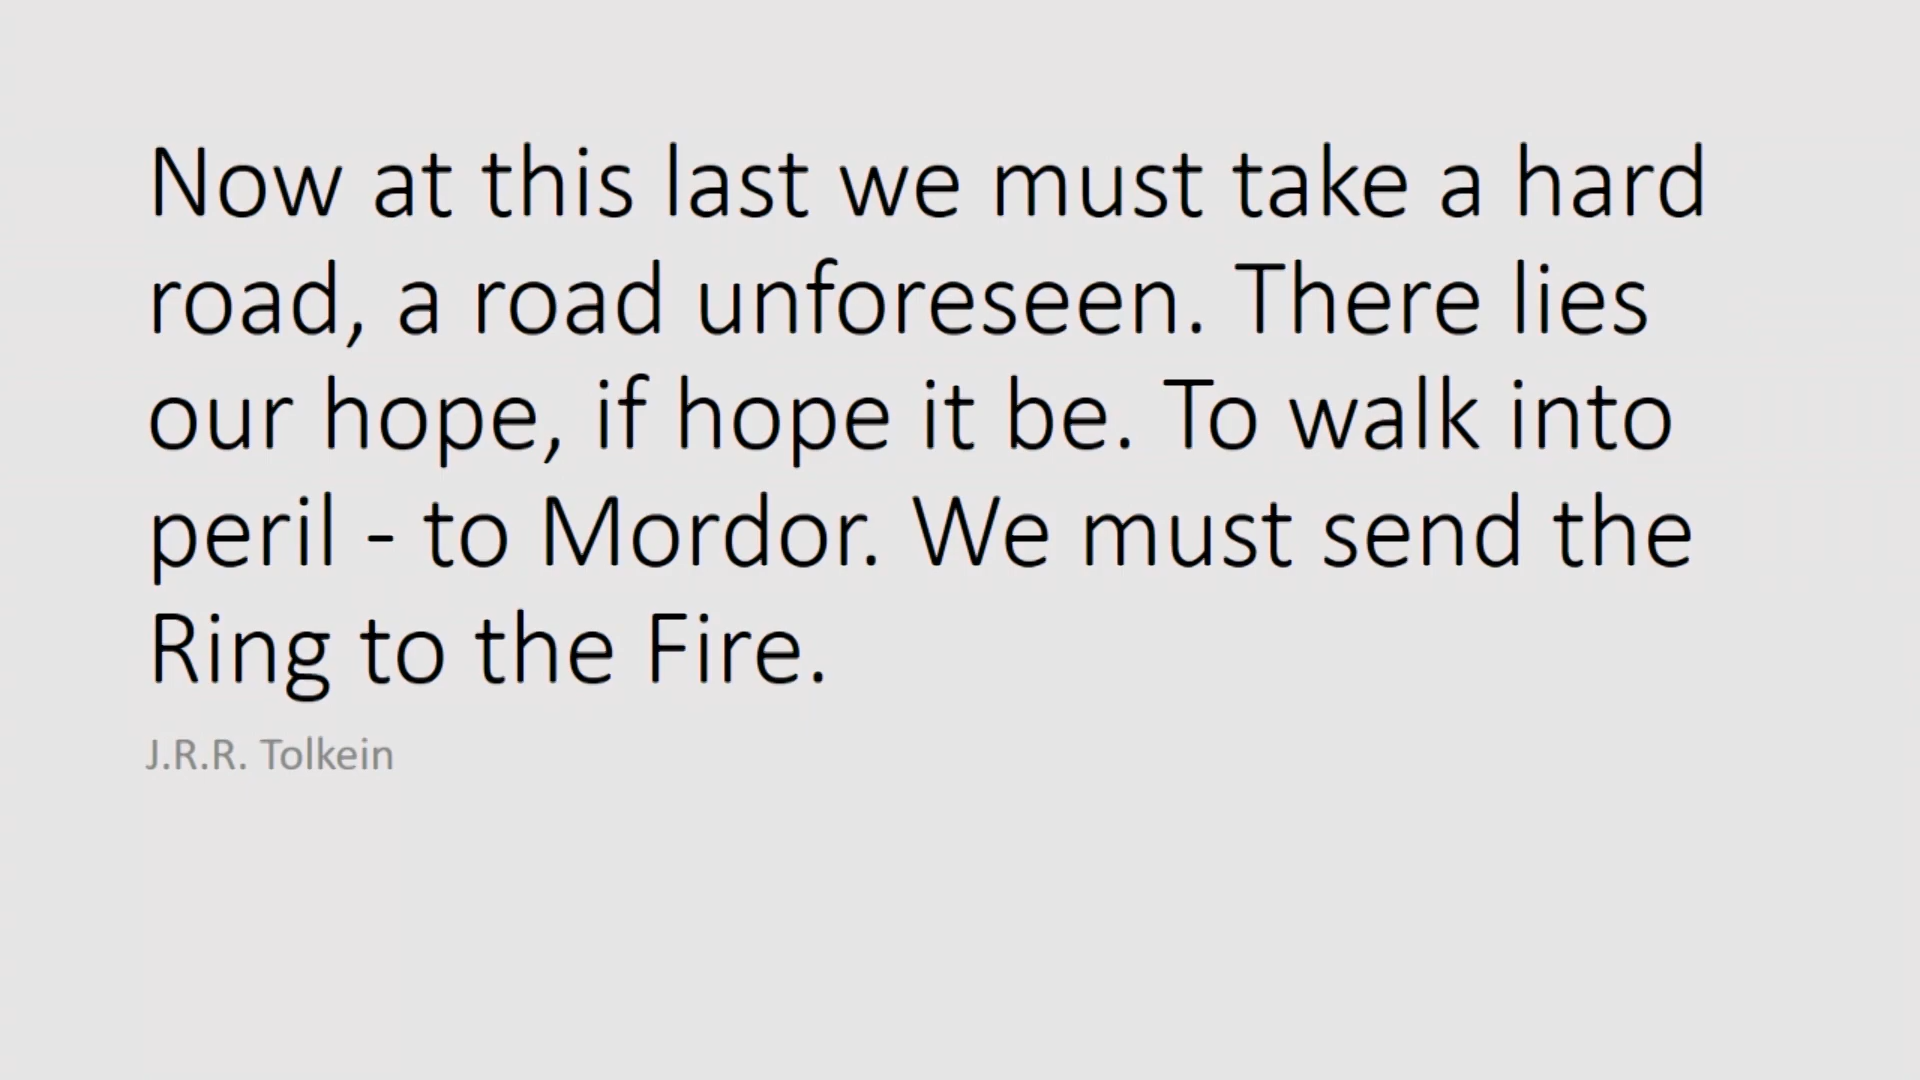 Now at this last we must take a hard
road, a road unforeseen. There lies
our hope, if hope it be. To walk into
peril - to Mordor. We must send the
Ring to the Fire.
J.R.R. Tolkein